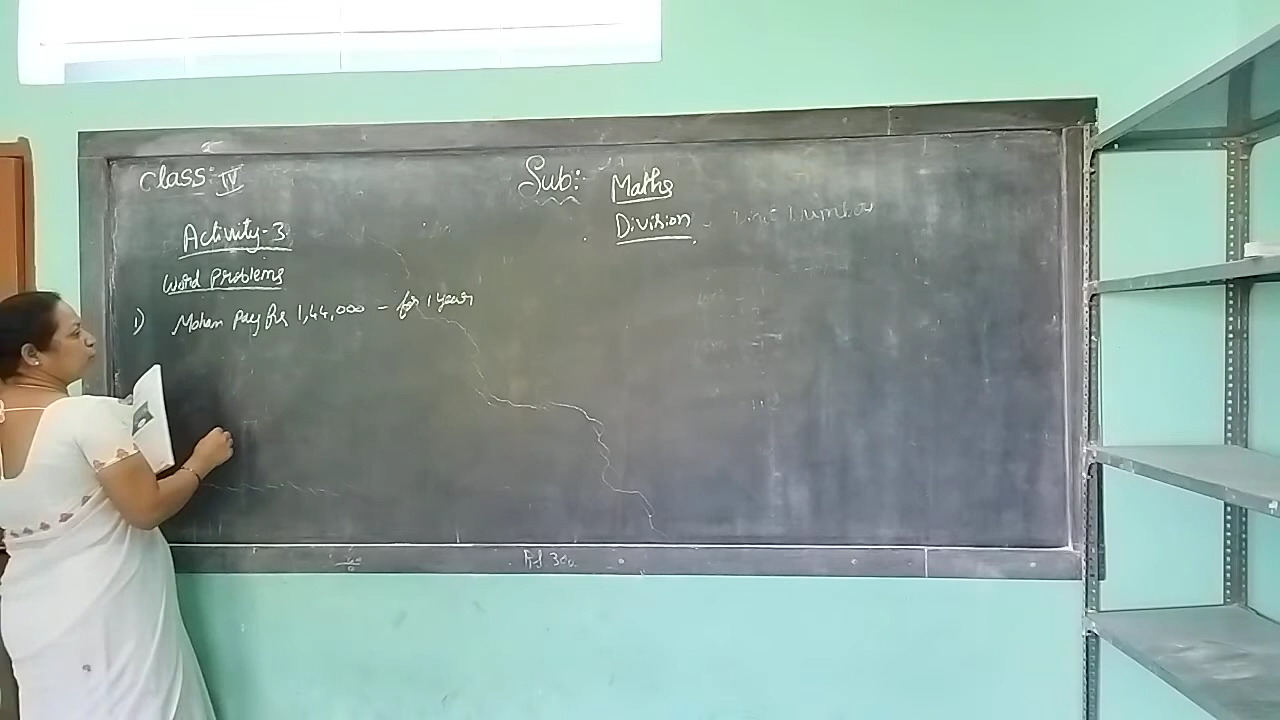 Class: IV
Sub:- Maths
Division
Number
Activity-3
Word Problems
1) Mohan Pay Rs 1,44,000 – for 1 year